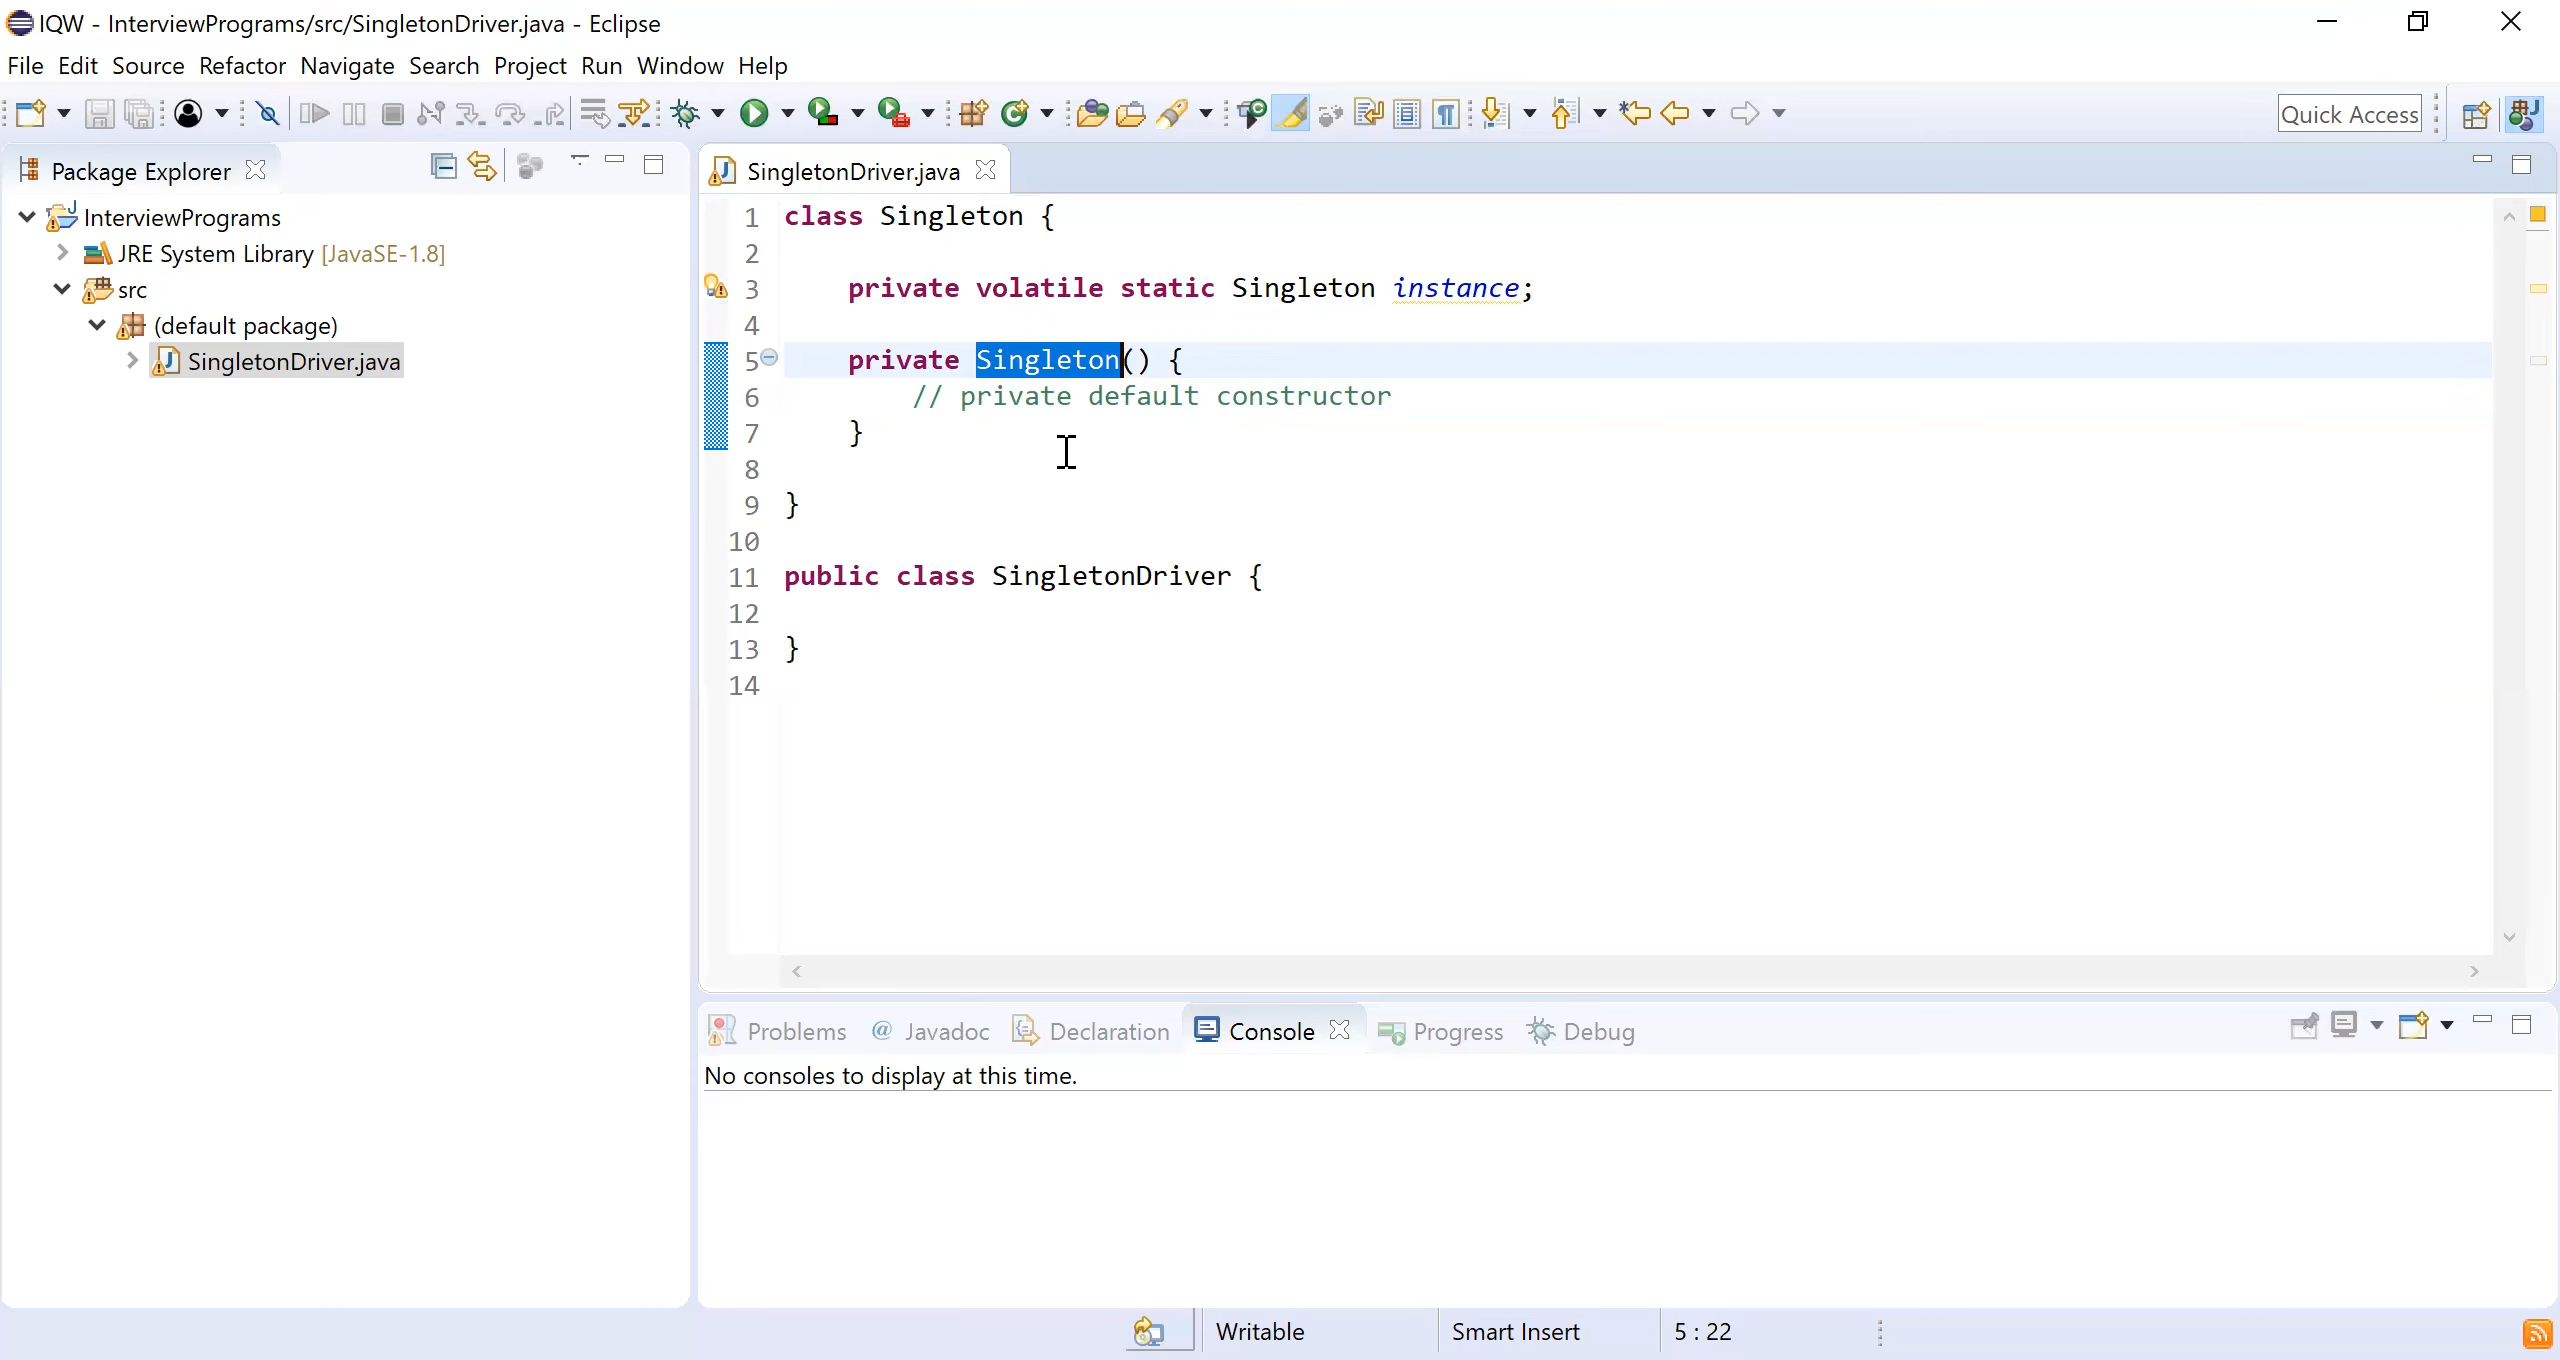 IQW - InterviewPrograms/src/SingletonDriver.java - Eclipse
File Edit Source Refactor Navigate Search Project Run Window Help
Quick Access
Package Explorer
InterviewPrograms
JRE System Library [JavaSE-1.8]
src
(default package)
SingletonDriver.java
SingletonDriver.java
1 class Singleton {
2
3 private volatile static Singleton instance;
4
5 private Singleton() {
6 // private default constructor
7 }
8
9 }
10
11 public class SingletonDriver {
12
13 }
14
Problems @ Javadoc Declaration Console Progress Debug
No consoles to display at this time.
Writable Smart Insert 5 : 22